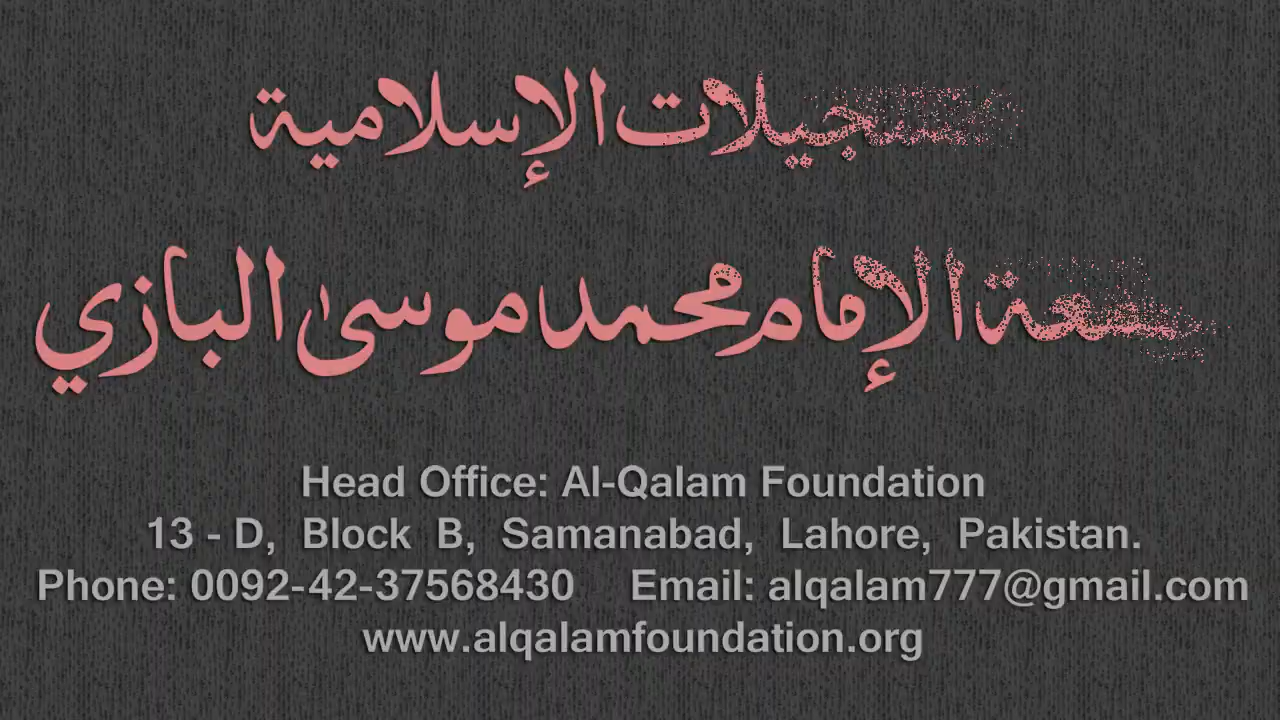 الإسلامية
الإمام محمد موسى البازي
Head Office: Al-Qalam Foundation
13 - D, Block B, Samanabad, Lahore, Pakistan.
Phone: 0092-42-37568430 Email: alqalam777@gmail.com
www.alqalamfoundation.org